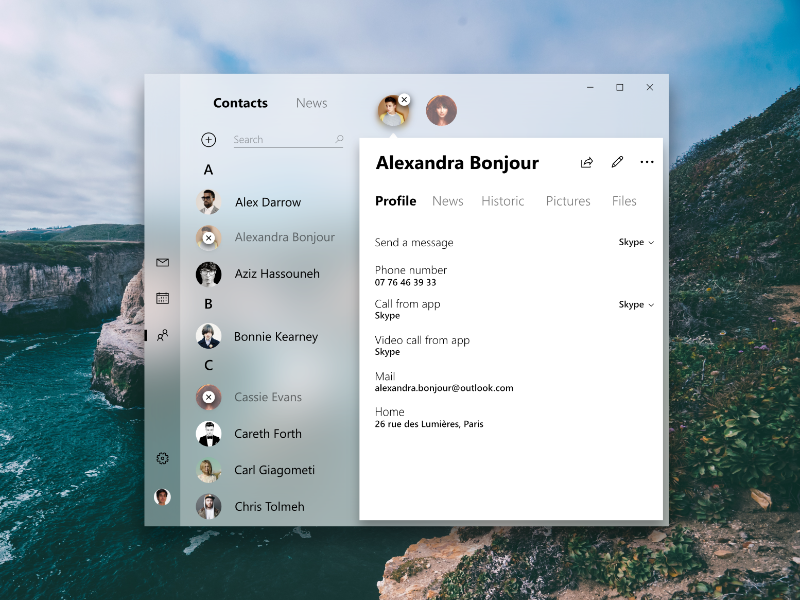 Contacts News
Search
A
Alex Darrow
Alexandra Bonjour
Aziz Hassouneh
B
Bonnie Kearney
C
Cassie Evans
Careth Forth
Carl Giagometi
Chris Tolmeh
Alexandra Bonjour
Profile News Historic Pictures Files
Send a message Skype
Phone number
07 76 46 39 33
Call from app Skype
Skype
Video call from app
Skype
Mail
alexandra.bonjour@outlook.com
Home
26 rue des Lumières, Paris